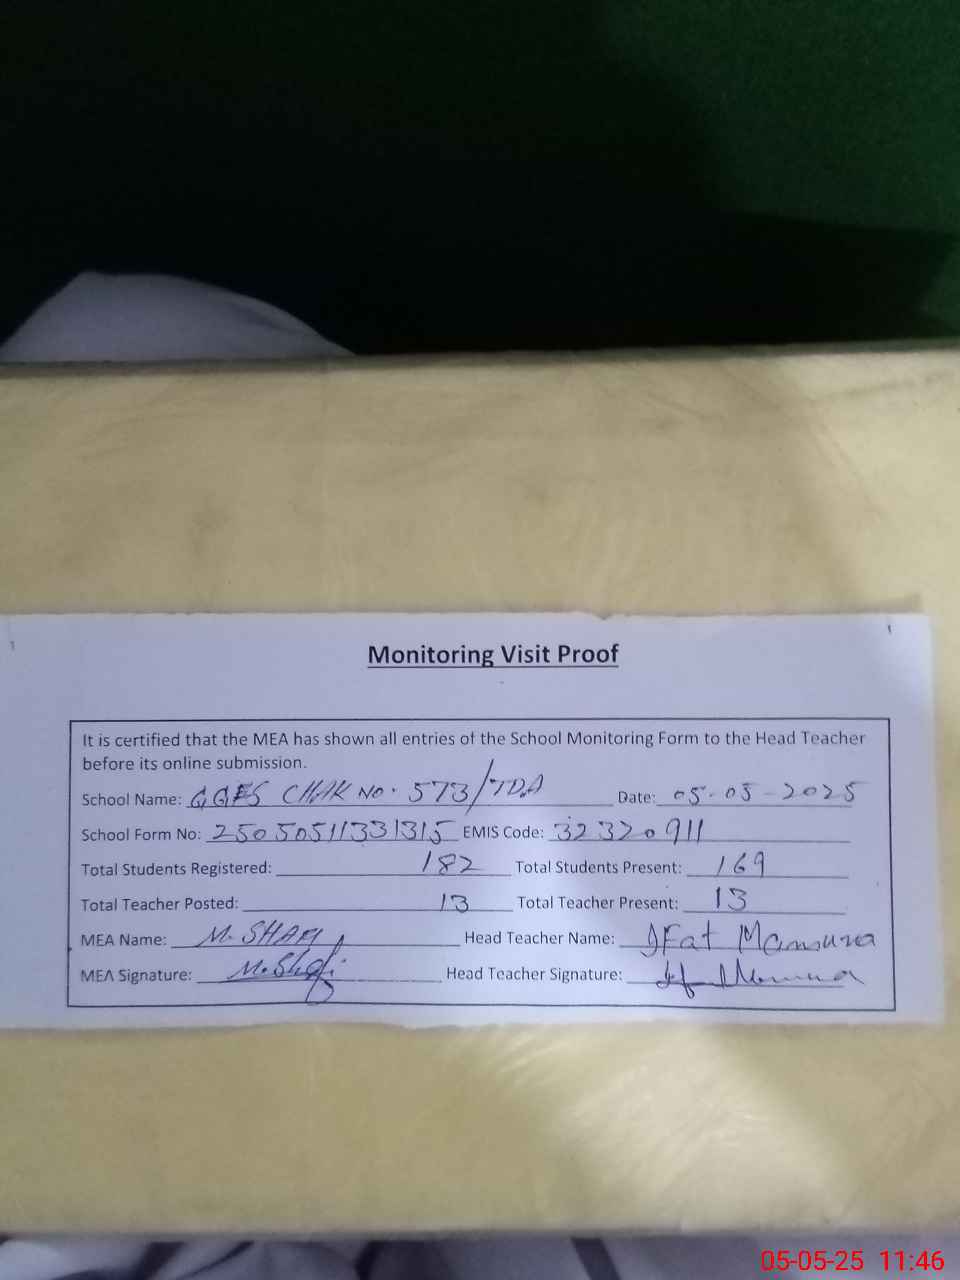 Monitoring Visit Proof
It is certified that the MEA has shown all entries of the School Monitoring Form to the Head Teacher
before its online submission.
School Name: GGES CHAK No. 573/TDA Date: 05-05-2025
School Form No: 25050511331315 EMIS Code: 32320911
Total Students Registered: 182 Total Students Present: 169
Total Teacher Posted: 13 Total Teacher Present: 13
MEA Name: M. SHAFI Head Teacher Name: IFat Mansura
MEA Signature: M. Shafi Head Teacher Signature:
05-05-25 11:46